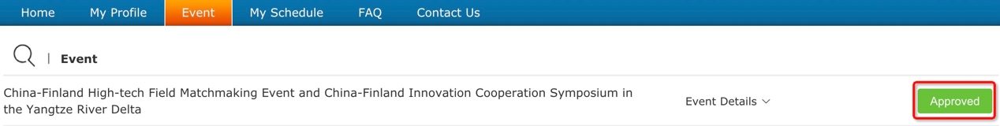 Home My Profile Event My Schedule FAQ Contact Us
| Event
China-Finland High-tech Field Matchmaking Event and China-Finland Innovation Cooperation Symposium in
the Yangtze River Delta
Event Details
Approved